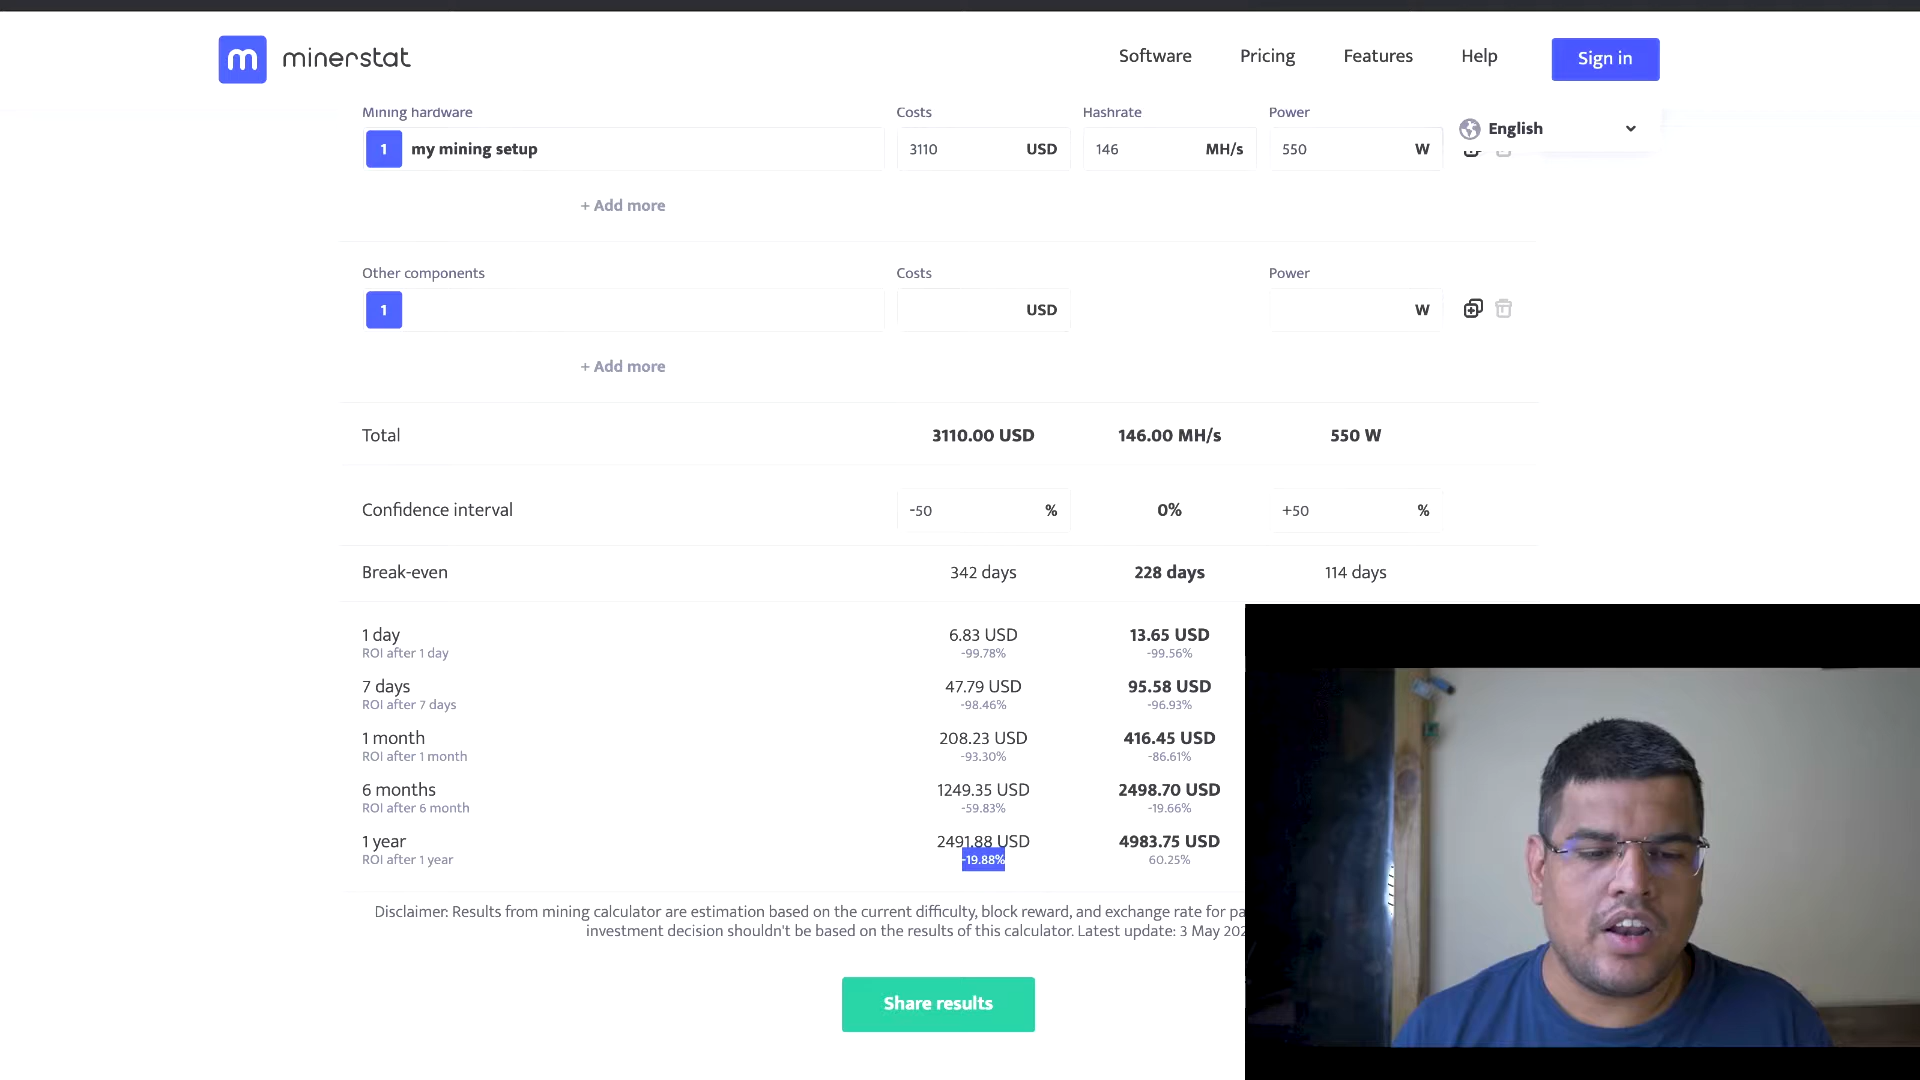 minerstat
Software Pricing Features Help Sign in
Mining hardware Costs Hashrate Power
English
1 my mining setup 3110 USD 146 MH/s 550 W
+ Add more
Other components Costs Power
1 USD W
+ Add more
Total 3110.00 USD 146.00 MH/s 550 W
Confidence interval -50 % 0% +50 %
Break-even 342 days 228 days 114 days
1 day 6.83 USD 13.65 USD
ROI after 1 day -99.78% -99.56%
7 days 47.79 USD 95.58 USD
ROI after 7 days -98.46% -96.93%
1 month 208.23 USD 416.45 USD
ROI after 1 month -93.30% -86.61%
6 months 1249.35 USD 2498.70 USD
ROI after 6 month -59.83% -19.66%
1 year 2491.88 USD 4983.75 USD
ROI after 1 year -19.88% 60.25%
Disclaimer: Results from mining calculator are estimation based on the current difficulty, block reward, and exchange rate for pa
investment decision shouldn't be based on the results of this calculator. Latest update: 3 May 202
Share results